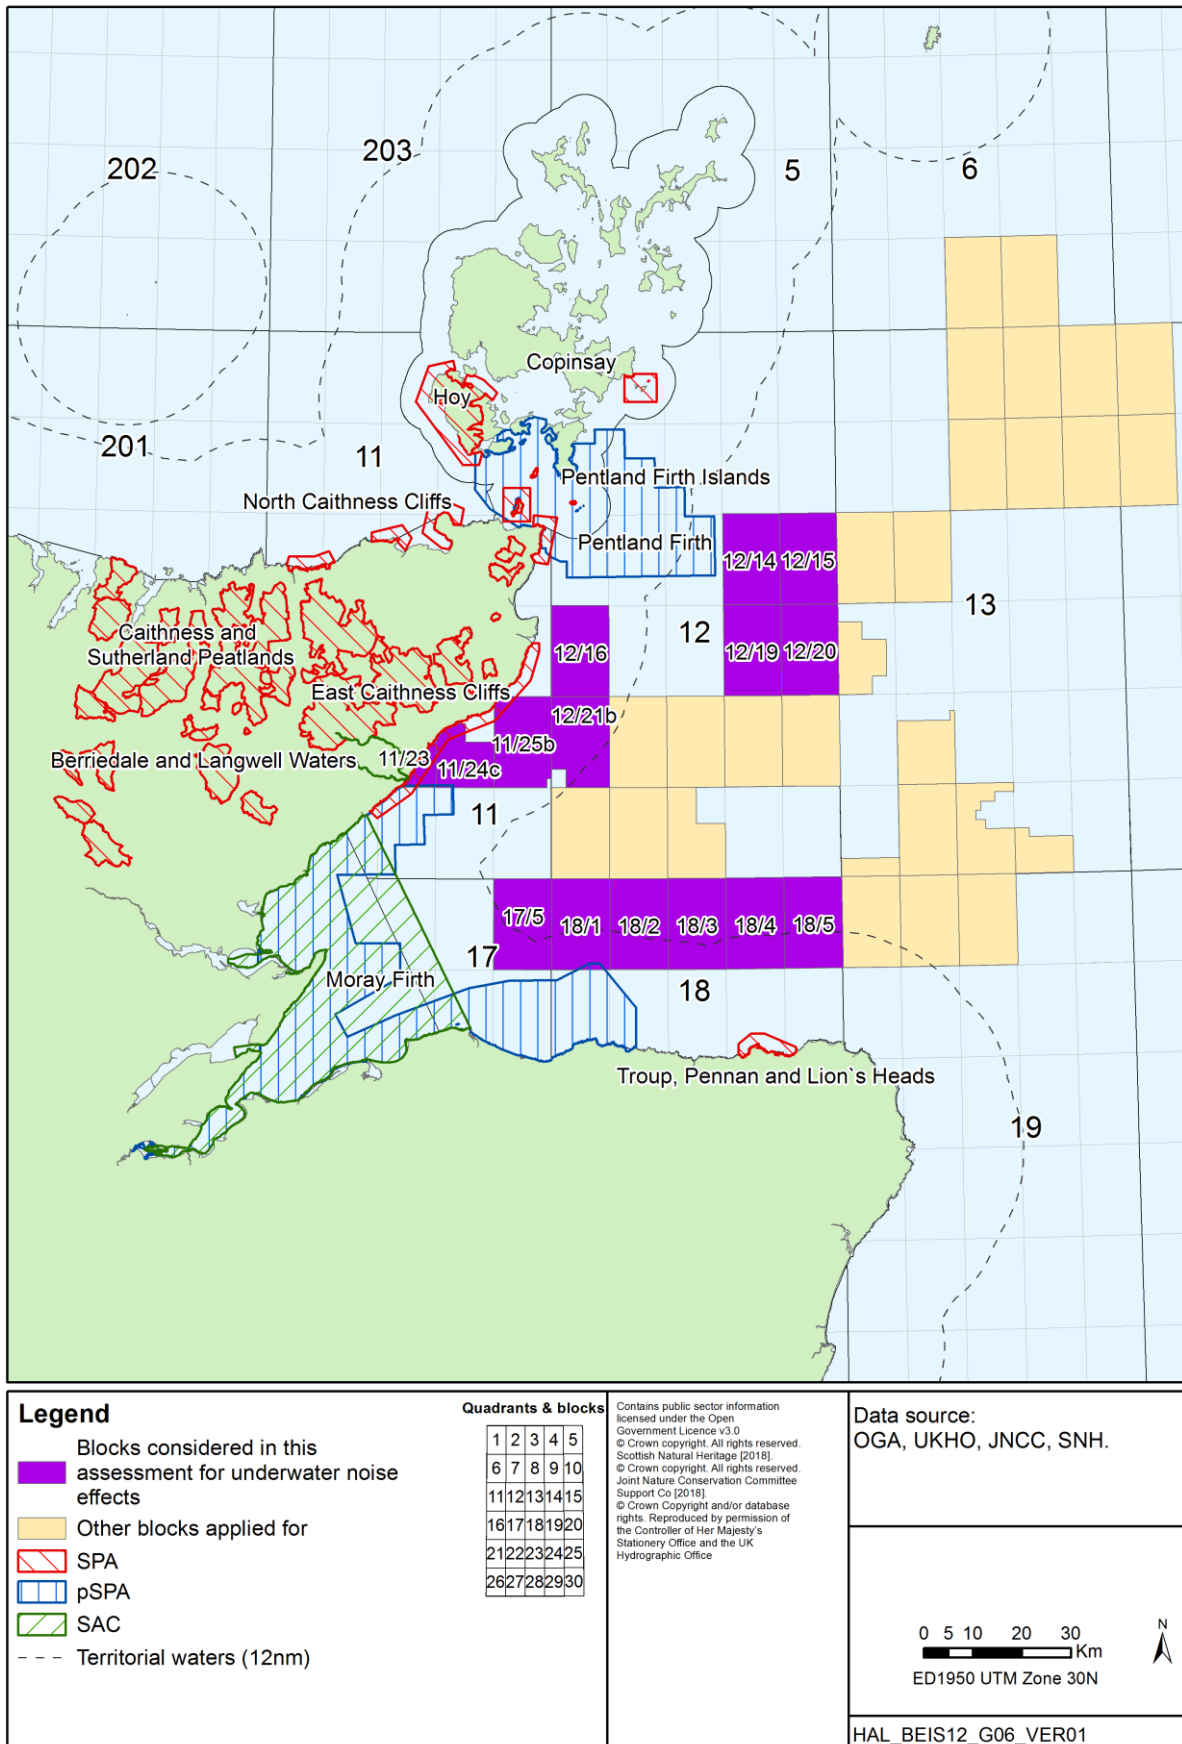 202
203
5
6
Copinsay
Hoy
201
11
Pentland Firth Islands
North Caithness Cliffs
Pentland Firth
12/14
12/15
13
Caithness and
Sutherland Peatlands
12/16
12
12/19
12/20
East Caithness Cliffs
12/21b
11/25b
Berriedale and Langwell Waters
11/23
11/24c
11
17/5
18/1
18/2
18/3
18/4
18/5
17
Moray Firth
18
Troup, Pennan and Lion`s Heads
19
Legend
Blocks considered in this
assessment for underwater noise
effects
Other blocks applied for
SPA
pSPA
SAC
Territorial waters (12nm)
Quadrants & blocks
1 2 3 4 5
6 7 8 9 10
11 12 13 14 15
16 17 18 19 20
21 22 23 24 25
26 27 28 29 30
Contains public sector information
licensed under the Open
Government Licence v3.0
© Crown copyright. All rights reserved.
Scottish Natural Heritage [2018].
© Crown copyright. All rights reserved.
Joint Nature Conservation Committee
Support Co [2018].
© Crown Copyright and/or database
rights. Reproduced by permission of
the Controller of Her Majesty's
Stationery Office and the UK
Hydrographic Office
Data source:
OGA, UKHO, JNCC, SNH.
N
0 5 10 20 30
Km
ED1950 UTM Zone 30N
HAL_BEIS12_G06_VER01